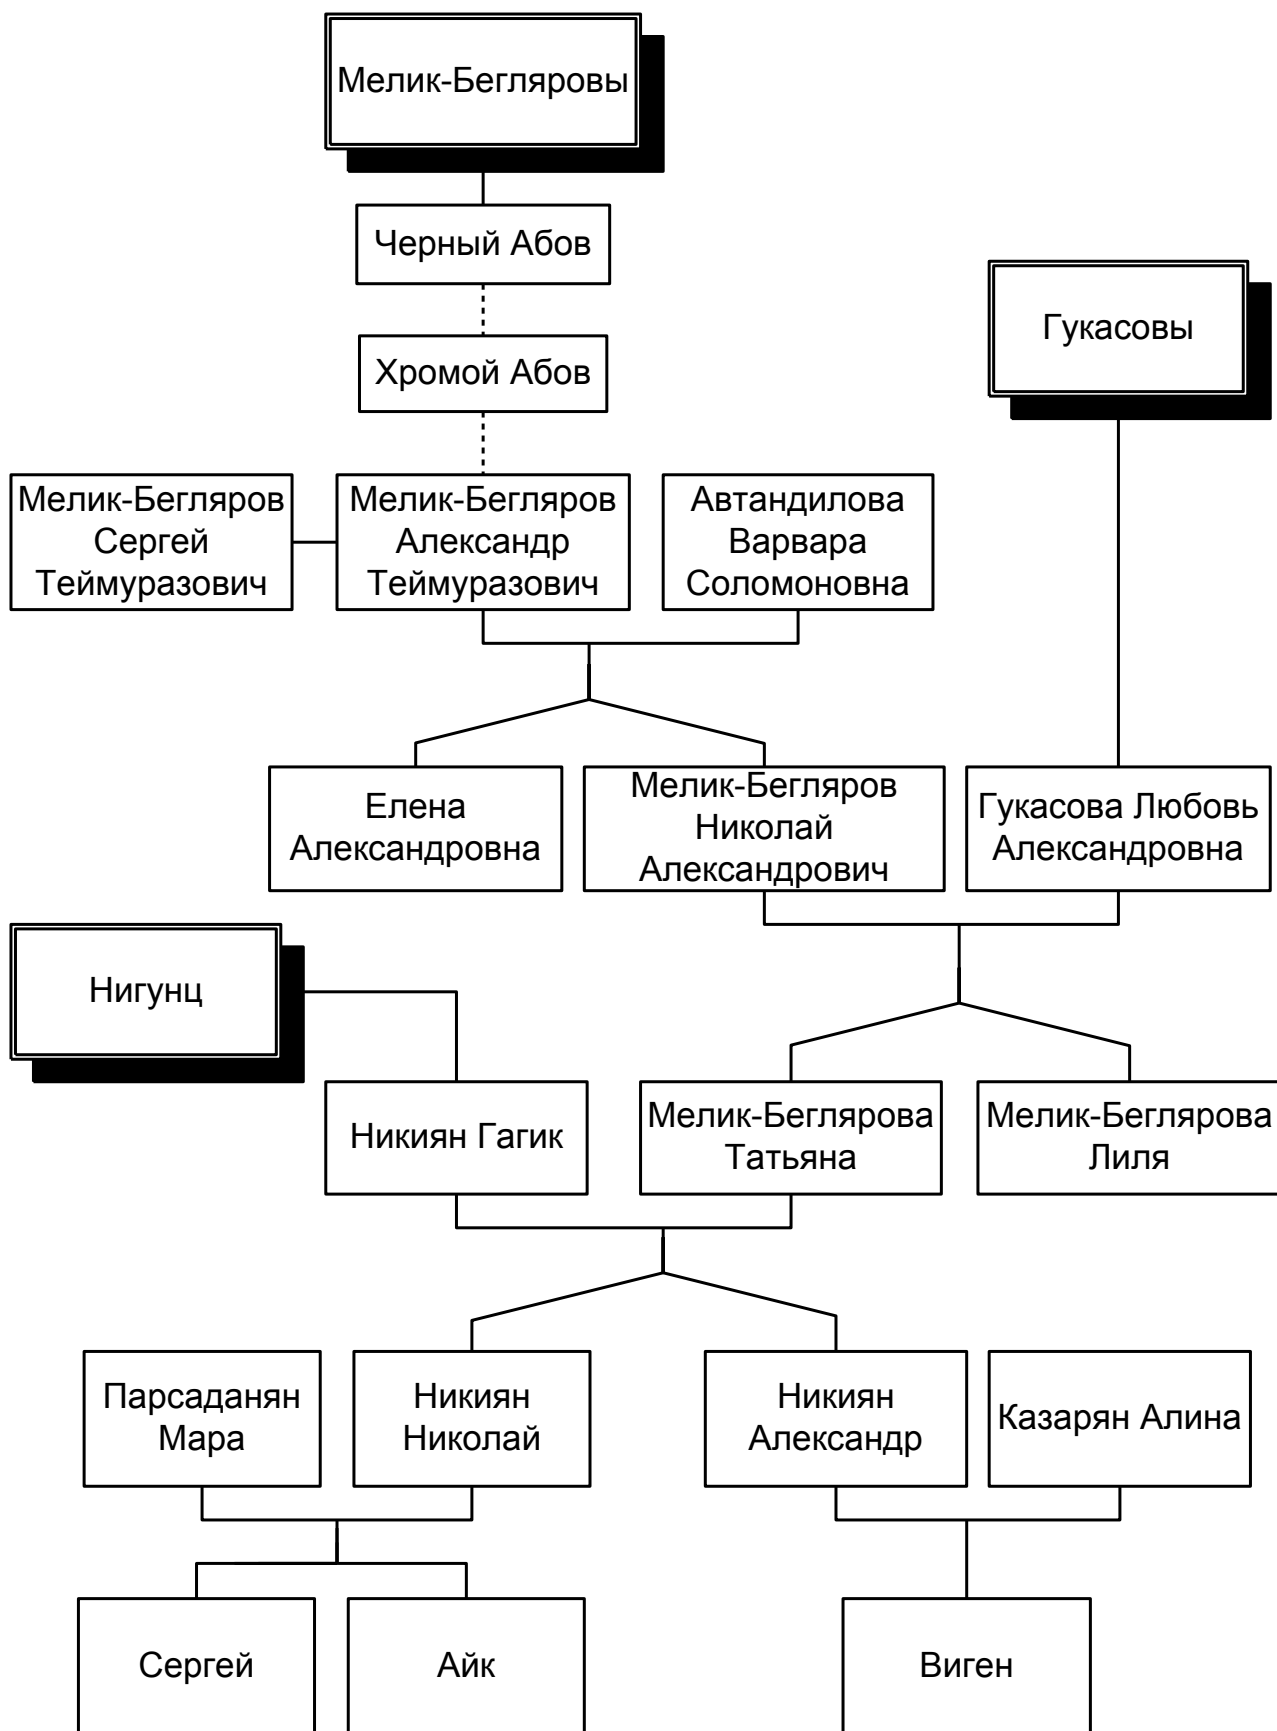 Мелик-Бегляровы
Черный Абов
Гукасовы
Хромой Абов
Мелик-Бегляров
Сергей
Теймуразович
Мелик-Бегляров
Александр
Теймуразович
Автандилова
Варвара
Соломоновна
Елена
Александровна
Мелик-Бегляров
Николай
Александрович
Гукасова Любовь
Александровна
Нигунц
Никиян Гагик
Мелик-Беглярова
Татьяна
Мелик-Беглярова
Лиля
Парсаданян
Мара
Никиян
Николай
Никиян
Александр
Казарян Алина
Сергей
Айк
Виген